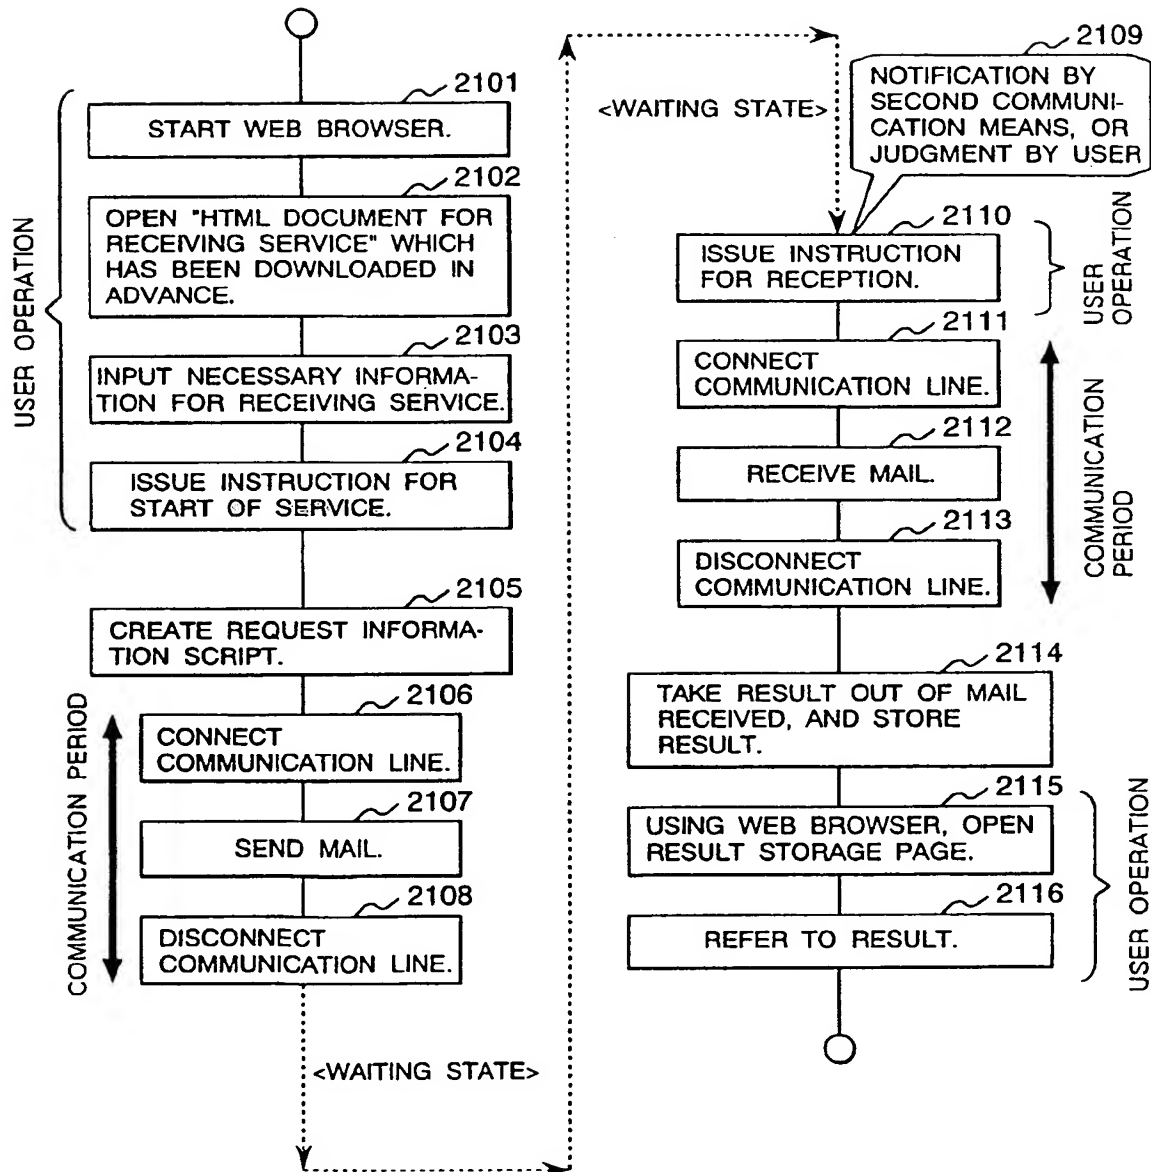 2101
START WEB BROWSER.
2102
OPEN "HTML DOCUMENT FOR
RECEIVING SERVICE" WHICH
HAS BEEN DOWNLOADED IN
ADVANCE.
2103
INPUT NECESSARY INFORMA-
TION FOR RECEIVING SERVICE.
2104
ISSUE INSTRUCTION FOR
START OF SERVICE.
USER OPERATION
2105
CREATE REQUEST INFORMA-
TION SCRIPT.
2106
CONNECT
COMMUNICATION LINE.
2107
SEND MAIL.
2108
DISCONNECT
COMMUNICATION LINE.
COMMUNICATION PERIOD
<WAITING STATE>
<WAITING STATE>
2109
NOTIFICATION BY
SECOND COMMUNI-
CATION MEANS, OR
JUDGMENT BY USER
2110
ISSUE INSTRUCTION
FOR RECEPTION.
USER
OPERATION
2111
CONNECT
COMMUNICATION LINE.
2112
RECEIVE MAIL.
2113
DISCONNECT
COMMUNICATION LINE.
COMMUNICATION
PERIOD
2114
TAKE RESULT OUT OF MAIL
RECEIVED, AND STORE
RESULT.
2115
USING WEB BROWSER, OPEN
RESULT STORAGE PAGE.
2116
REFER TO RESULT.
USER OPERATION